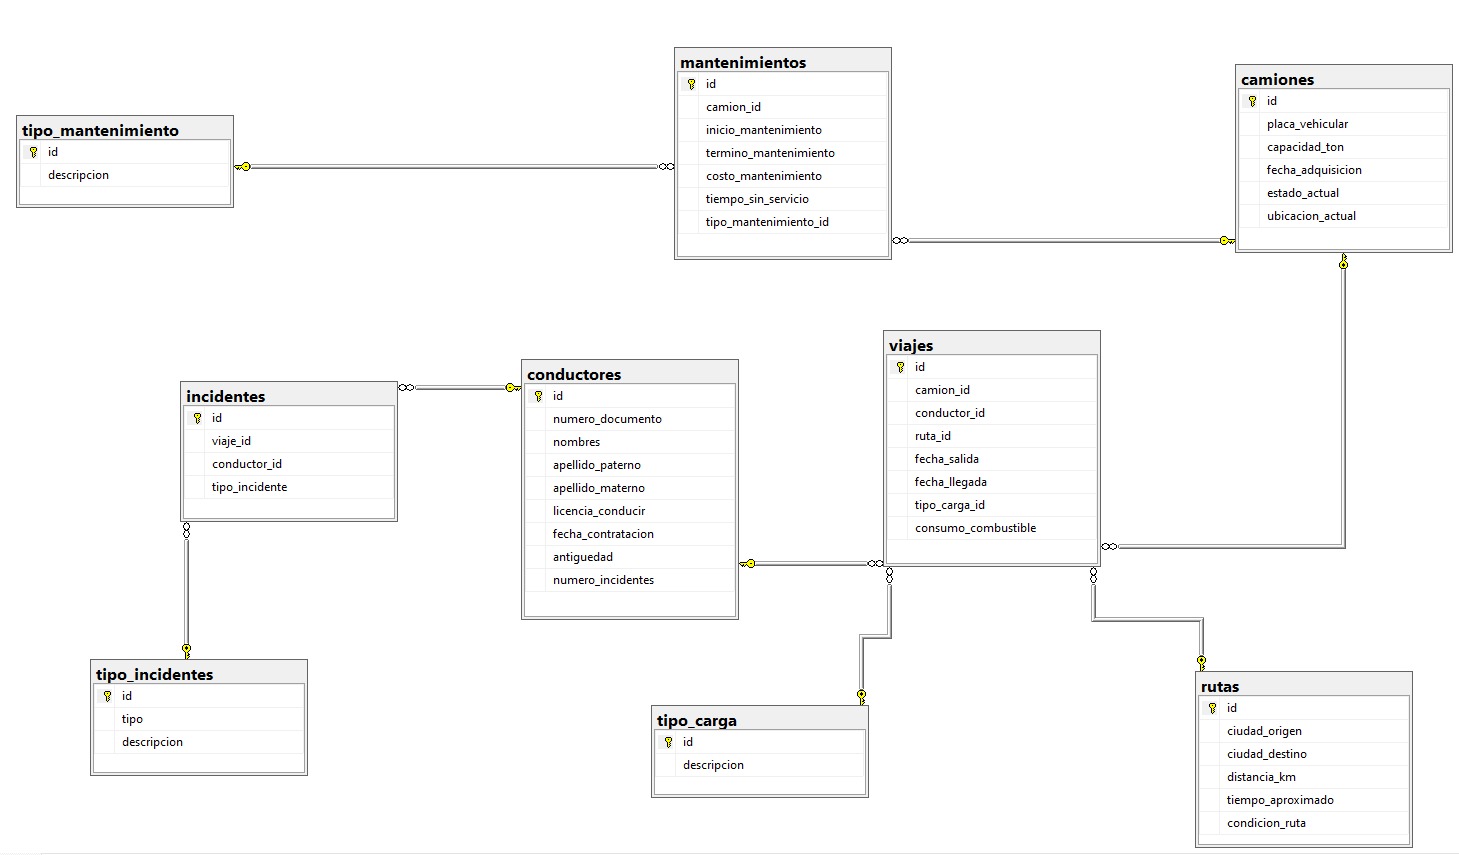 tipo_mantenimiento
id
descripcion
mantenimientos
id
camion_id
inicio_mantenimiento
termino_mantenimiento
costo_mantenimiento
tiempo_sin_servicio
tipo_mantenimiento_id
camiones
id
placa_vehicular
capacidad_ton
fecha_adquisicion
estado_actual
ubicacion_actual
incidentes
id
viaje_id
conductor_id
tipo_incidente
conductores
id
numero_documento
nombres
apellido_paterno
apellido_materno
licencia_conducir
fecha_contratacion
antiguedad
numero_incidentes
viajes
id
camion_id
conductor_id
ruta_id
fecha_salida
fecha_llegada
tipo_carga_id
consumo_combustible
tipo_incidentes
id
tipo
descripcion
tipo_carga
id
descripcion
rutas
id
ciudad_origen
ciudad_destino
distancia_km
tiempo_aproximado
condicion_ruta